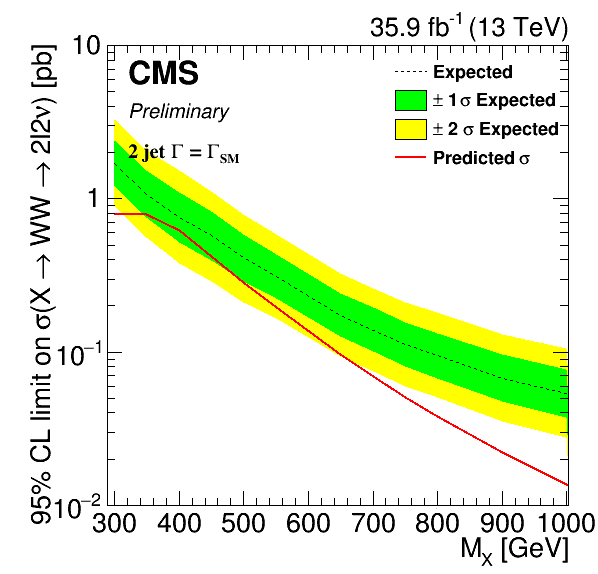 35.9 fb⁻¹ (13 TeV)
95% CL limit on σ(X → WW → 2l2ν) [pb]
10
1
10⁻¹
10⁻²
CMS
Preliminary
2 jet Γ = Γ_SM
Expected
± 1 σ Expected
± 2 σ Expected
Predicted σ
300 400 500 600 700 800 900 1000
M_X [GeV]